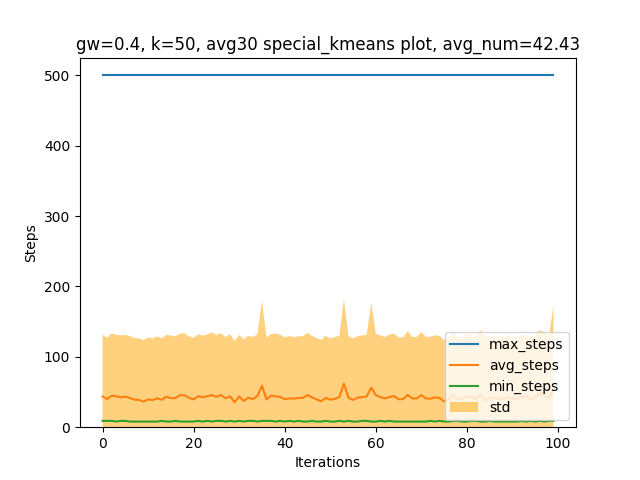 gw=0.4, k=50, avg30 special_kmeans plot, avg_num=42.43
500
400
300
200
100
0
Steps
0 20 40 60 80 100
Iterations
max_steps
avg_steps
min_steps
std